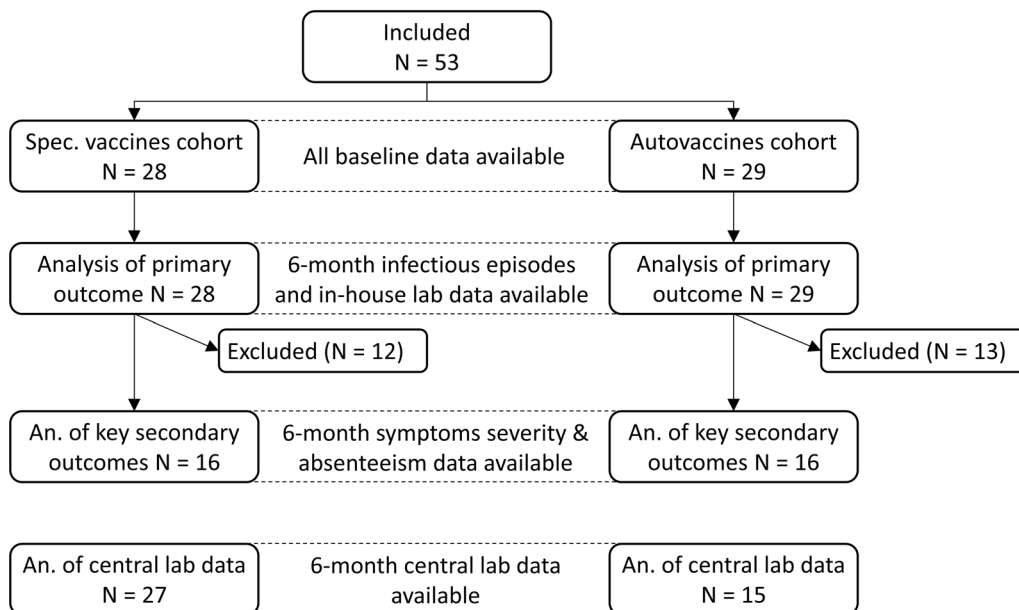 Included
N = 53
Spec. vaccines cohort
N = 28
All baseline data available
Autovaccines cohort
N = 29
Analysis of primary
outcome N = 28
6-month infectious episodes
and in-house lab data available
Analysis of primary
outcome N = 29
Excluded (N = 12)
Excluded (N = 13)
An. of key secondary
outcomes N = 16
6-month symptoms severity &
absenteeism data available
An. of key secondary
outcomes N = 16
An. of central lab data
N = 27
6-month central lab data
available
An. of central lab data
N = 15